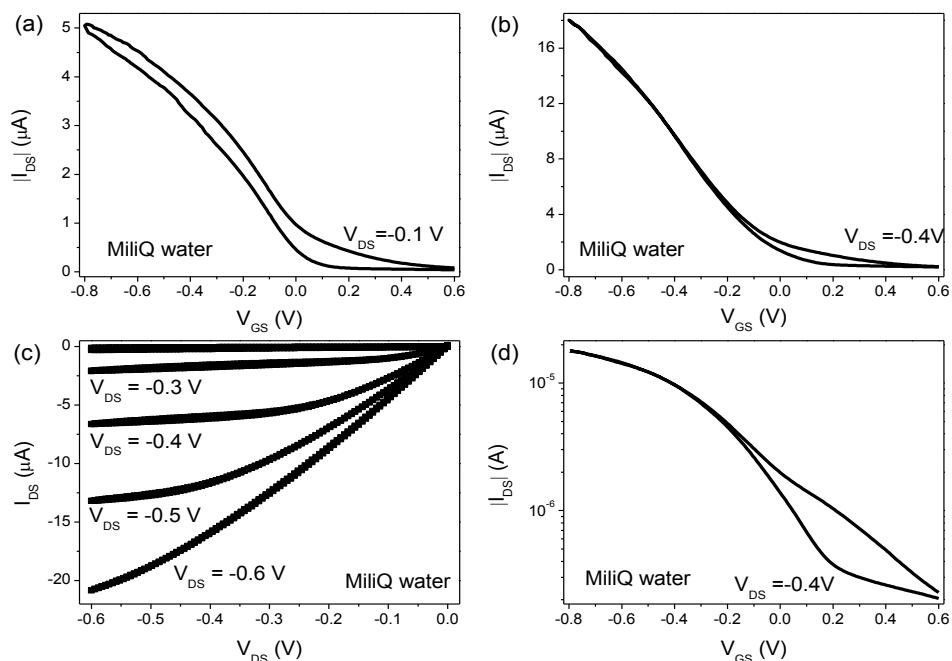 (a)
5
4
3
2
1
0
|I_DS| (μA)
V_DS=-0.1 V
MiliQ water
-0.8 -0.6 -0.4 -0.2 0.0 0.2 0.4 0.6
V_GS (V)
(b)
18
12
6
0
|I_DS| (μA)
V_DS=-0.4V
MiliQ water
-0.8 -0.6 -0.4 -0.2 0.0 0.2 0.4 0.6
V_GS (V)
(c)
0
-5
-10
-15
-20
I_DS (μA)
V_DS = -0.3 V
V_DS = -0.4 V
V_DS = -0.5 V
V_DS = -0.6 V
MiliQ water
-0.6 -0.5 -0.4 -0.3 -0.2 -0.1 0.0
V_DS (V)
(d)
10^-5
10^-6
|I_DS| (A)
MiliQ water
V_DS=-0.4V
-0.8 -0.6 -0.4 -0.2 0.0 0.2 0.4 0.6
V_GS (V)